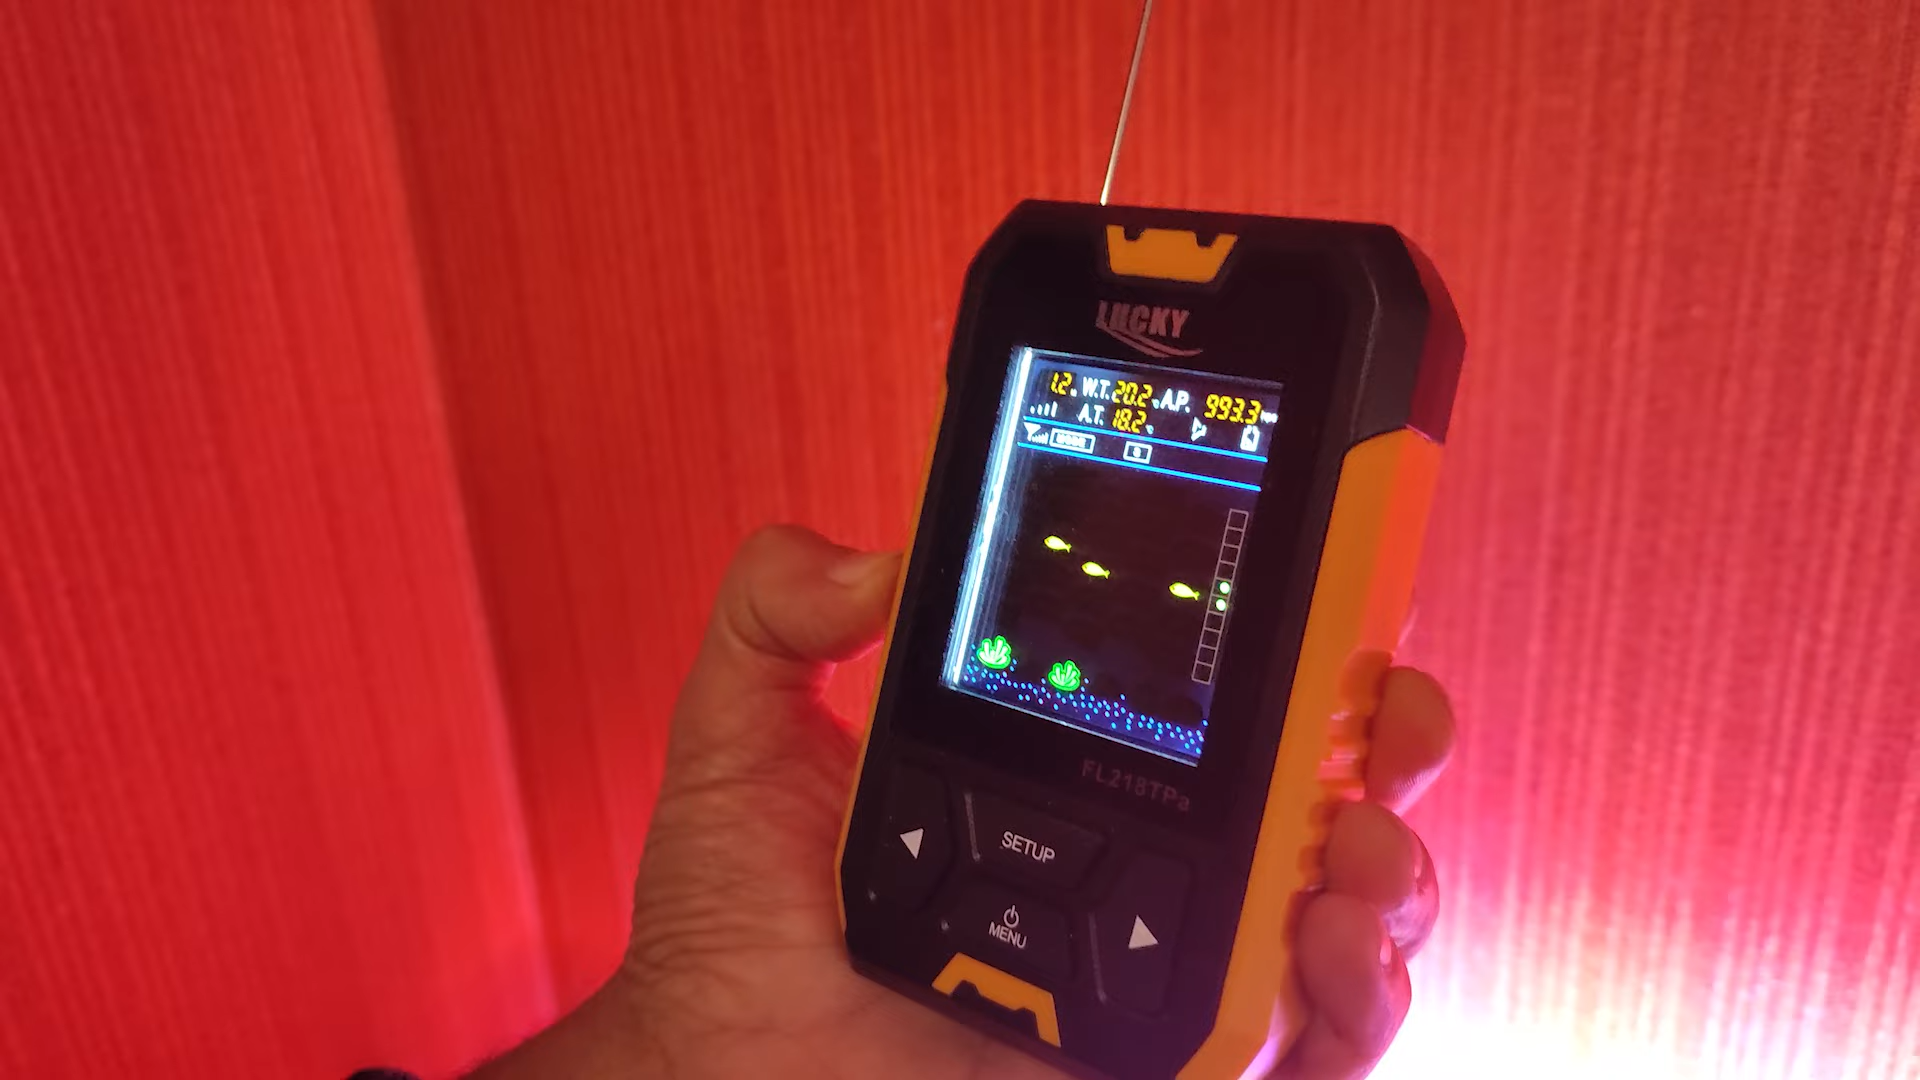 LUCKY
1.2 W.T. 20.2 A.P. 993.3
A.T. 18.2
FL218TPa
SETUP
MENU